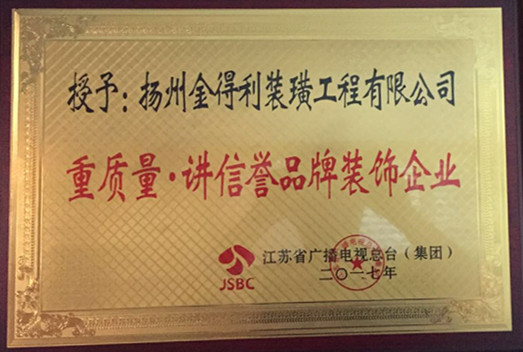 授予：扬州金得利装璜工程有限公司
重质量·讲信誉品牌装饰企业
JSBC
江苏省广播电视总台（集团）
二〇一七年